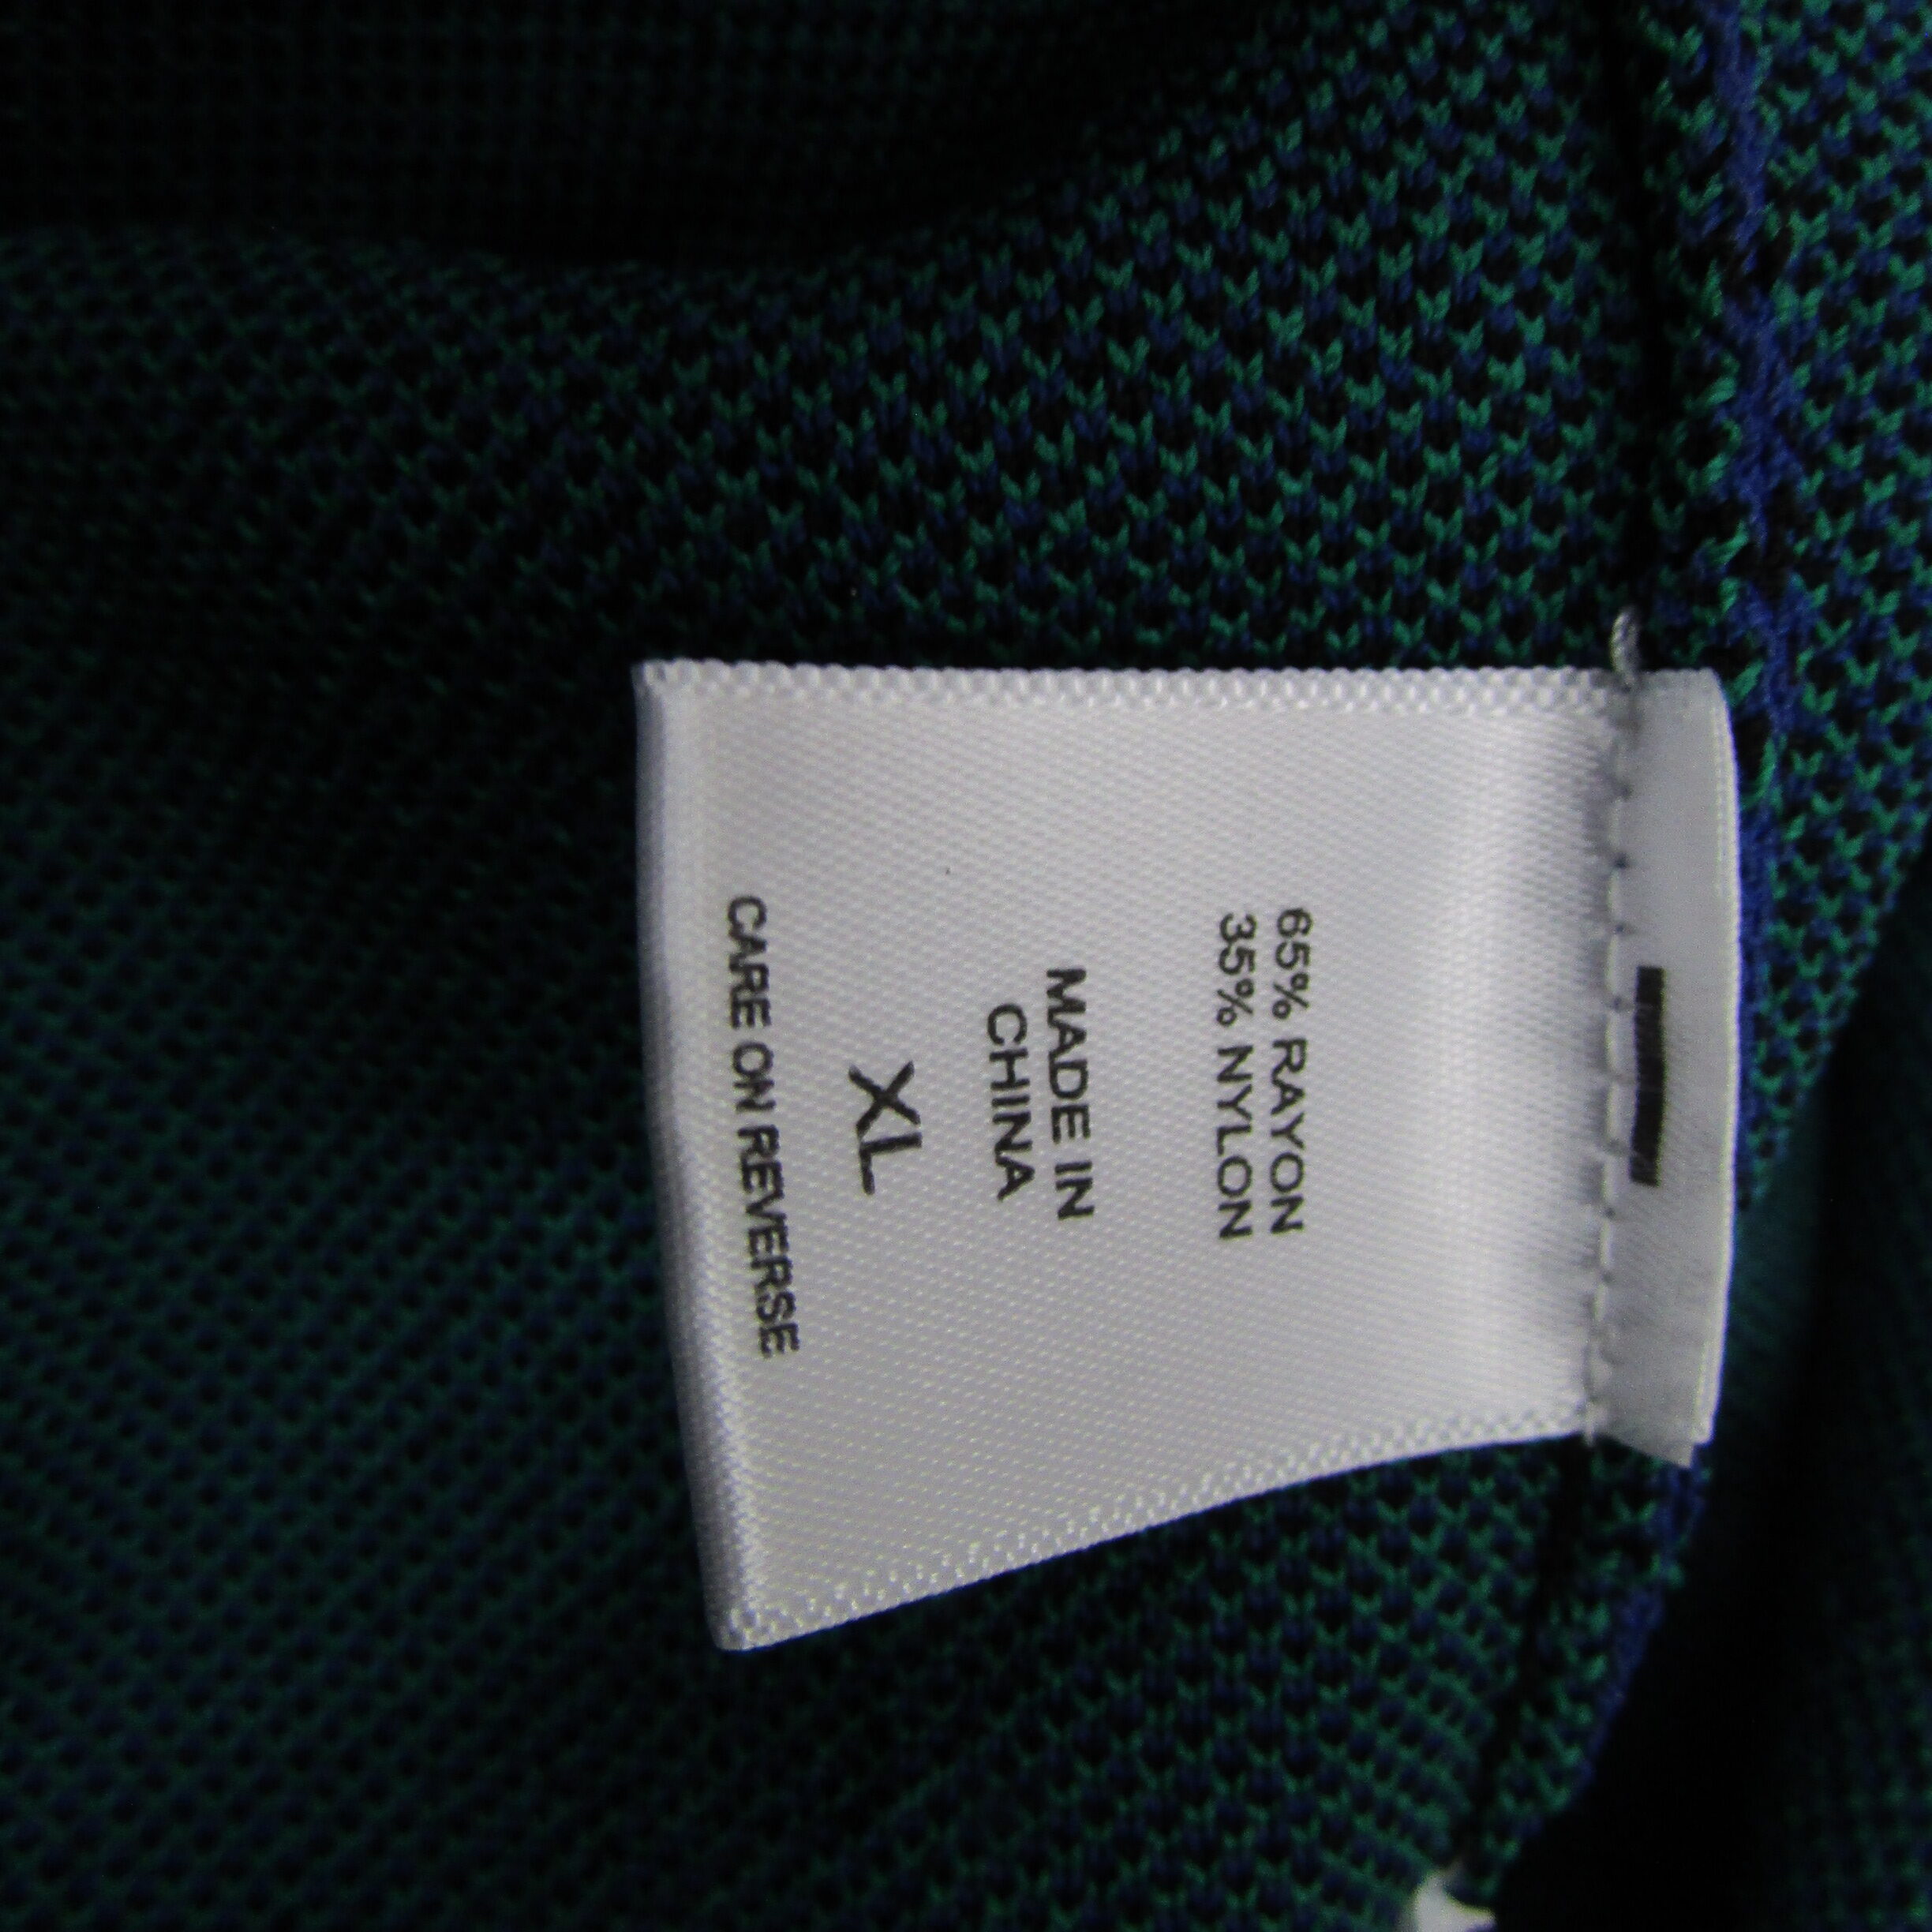 65% RAYON
35% NYLON
MADE IN
CHINA
XL
CARE ON REVERSE